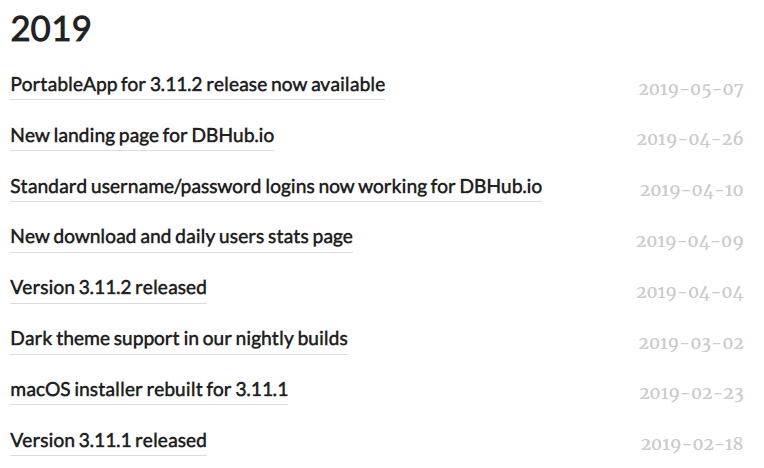 2019
PortableApp for 3.11.2 release now available 2019-05-07
New landing page for DBHub.io 2019-04-26
Standard username/password logins now working for DBHub.io 2019-04-10
New download and daily users stats page 2019-04-09
Version 3.11.2 released 2019-04-04
Dark theme support in our nightly builds 2019-03-02
macOS installer rebuilt for 3.11.1 2019-02-23
Version 3.11.1 released 2019-02-18